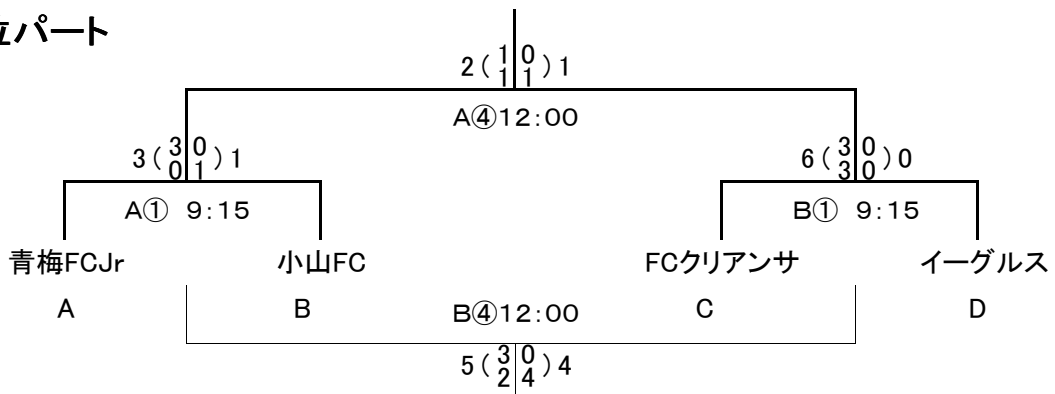 立パート
2 ( 1 0 ) 1
1 1
A④12:00
3 ( 3 0 ) 1
0 1
6 ( 3 0 ) 0
3 0
A① 9:15
B① 9:15
青梅FCJr 小山FC FCクリアンサ イーグルス
A B C D
B④12:00
5 ( 3 0 ) 4
2 4